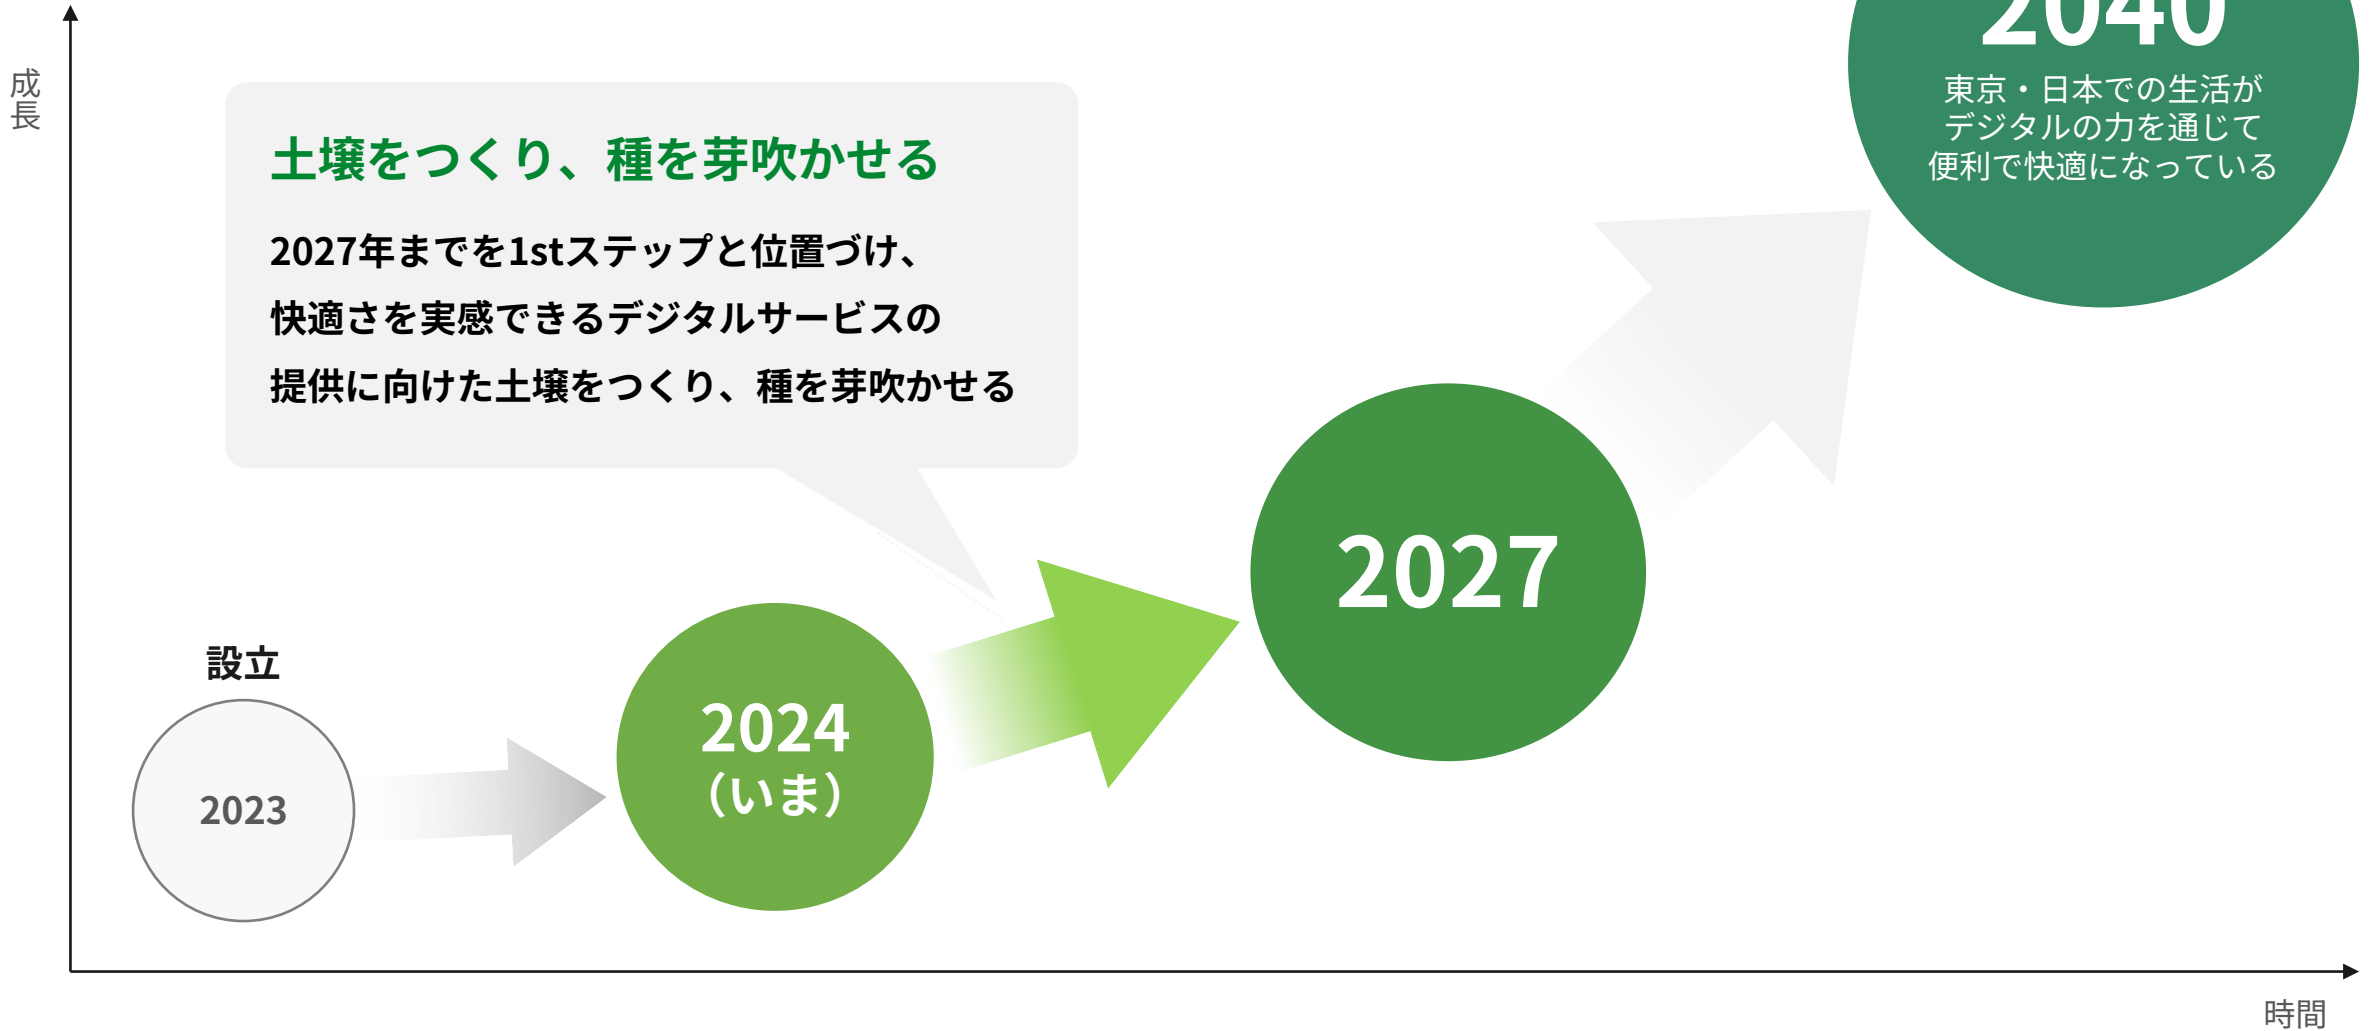 成長
2040
東京・日本での生活が
デジタルの力を通じて
便利で快適になっている
土壌をつくり、種を芽吹かせる
2027年までを1stステップと位置づけ、
快適さを実感できるデジタルサービスの
提供に向けた土壌をつくり、種を芽吹かせる
2027
設立
2023
2024
（いま）
時間